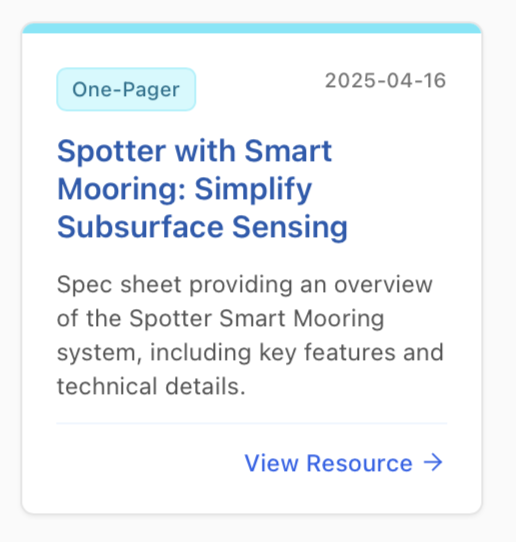 One-Pager
2025-04-16
Spotter with Smart
Mooring: Simplify
Subsurface Sensing
Spec sheet providing an overview
of the Spotter Smart Mooring
system, including key features and
technical details.
View Resource →